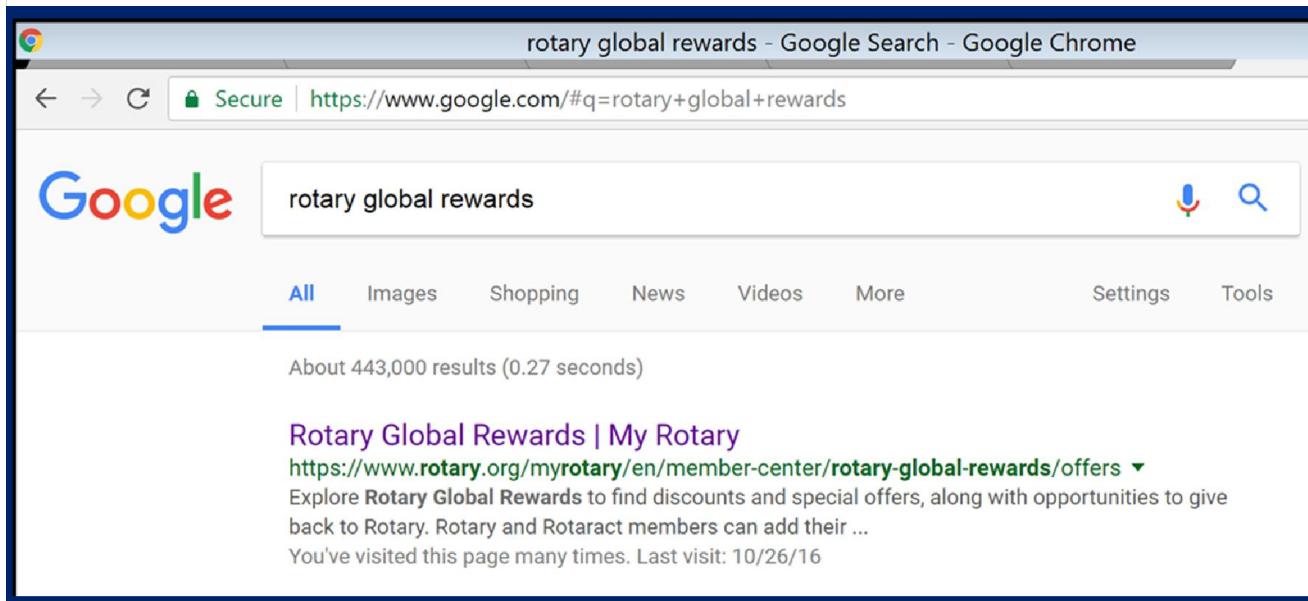 rotary global rewards - Google Search - Google Chrome
Secure https://www.google.com/#q=rotary+global+rewards
Google rotary global rewards
All Images Shopping News Videos More Settings Tools
About 443,000 results (0.27 seconds)
Rotary Global Rewards | My Rotary
https://www.rotary.org/myrotary/en/member-center/rotary-global-rewards/offers
Explore Rotary Global Rewards to find discounts and special offers, along with opportunities to give
back to Rotary. Rotary and Rotaract members can add their ...
You've visited this page many times. Last visit: 10/26/16